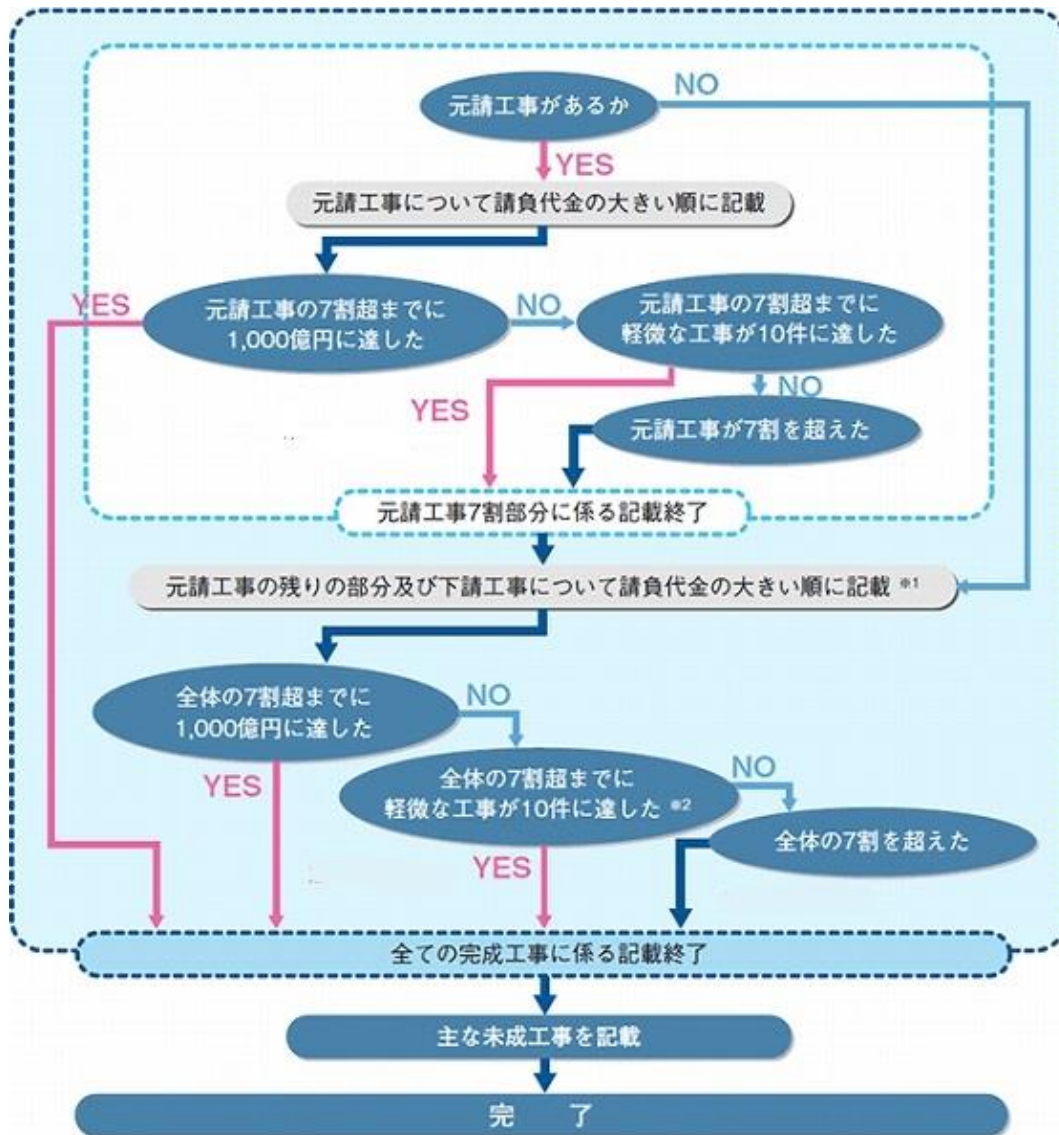 元請工事があるか
NO
YES
元請工事について請負代金の大きい順に記載
YES
元請工事の7割超までに
1,000億円に達した
NO
元請工事の7割超までに
軽微な工事が10件に達した
YES
NO
元請工事が7割を超えた
元請工事7割部分に係る記載終了
元請工事の残りの部分及び下請工事について請負代金の大きい順に記載 ※1
全体の7割超までに
1,000億円に達した
NO
YES
全体の7割超までに
軽微な工事が10件に達した ※2
NO
YES
全体の7割を超えた
全ての完成工事に係る記載終了
主な未成工事を記載
完 了